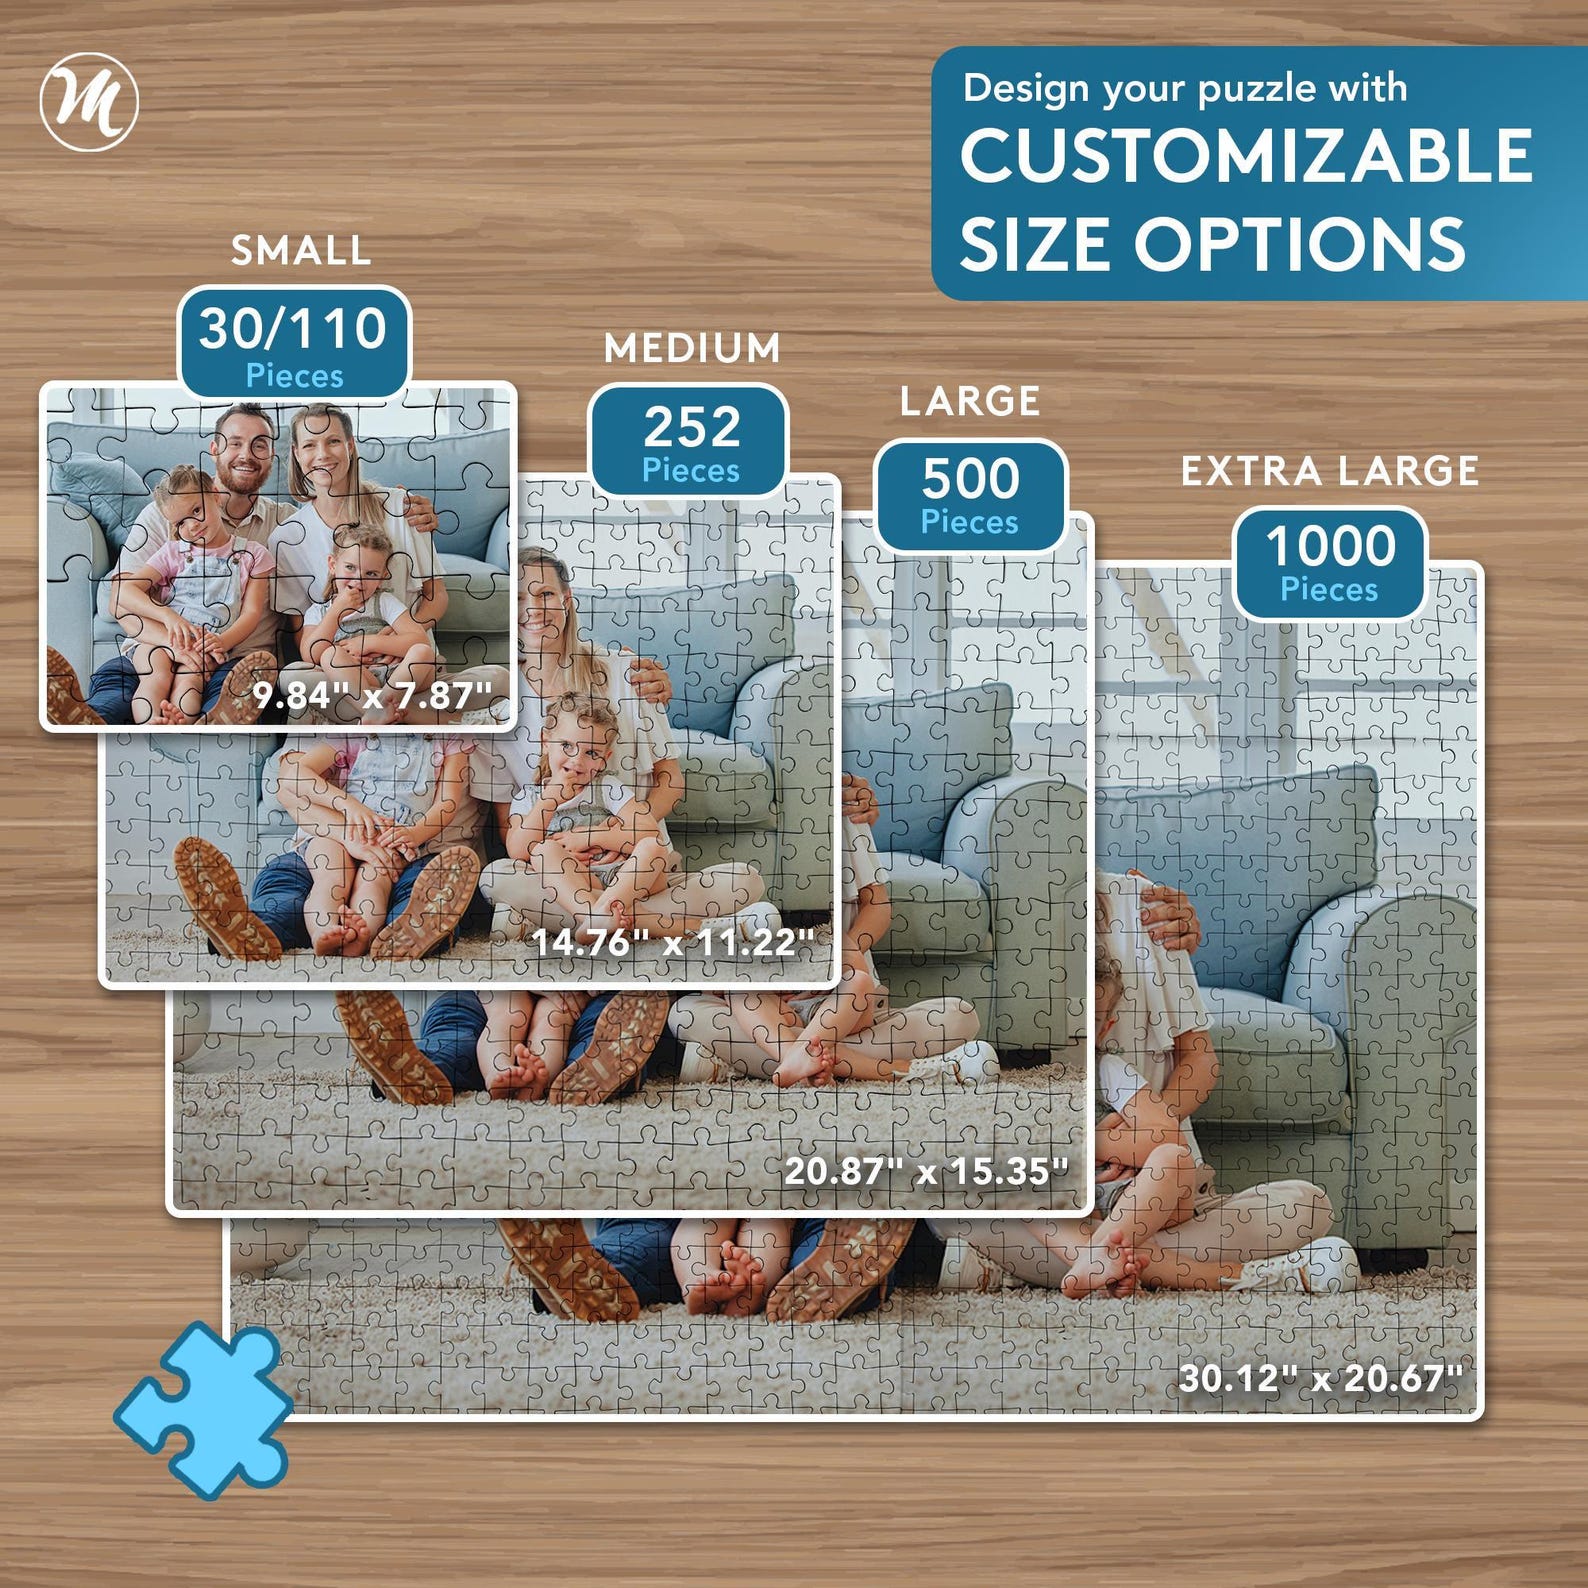 M
Design your puzzle with
CUSTOMIZABLE
SIZE OPTIONS
SMALL
30/110
Pieces
9.84" x 7.87"
MEDIUM
252
Pieces
14.76" x 11.22"
LARGE
500
Pieces
20.87" x 15.35"
EXTRA LARGE
1000
Pieces
30.12" x 20.67"